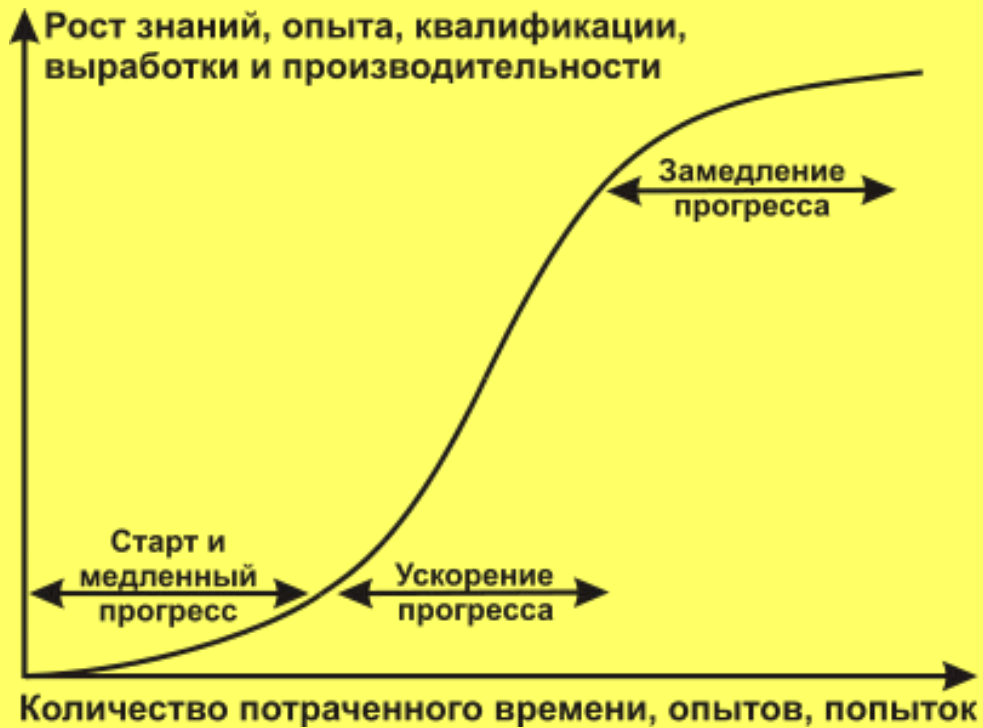 Рост знаний, опыта, квалификации,
выработки и производительности
Замедление
прогресса
Старт и
медленный
прогресс
Ускорение
прогресса
Количество потраченного времени, опытов, попыток